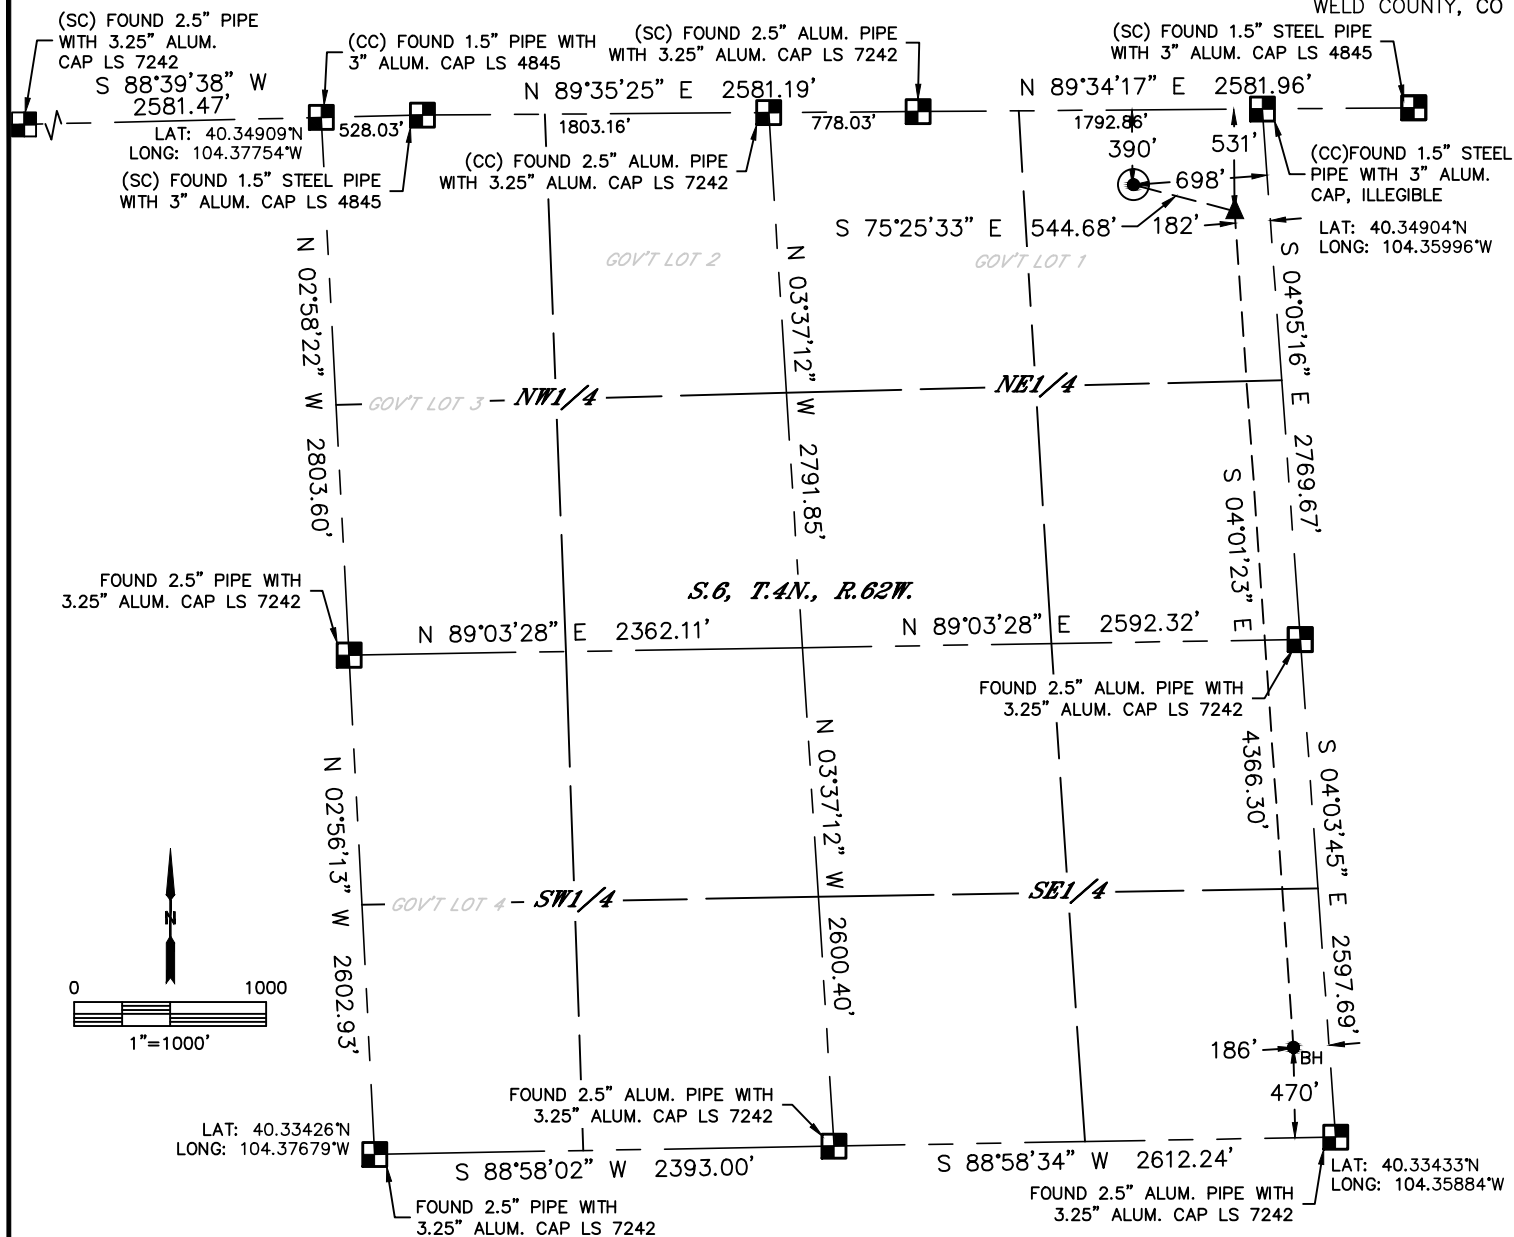 WELD COUNTY, CO
(SC) FOUND 2.5" PIPE
WITH 3.25" ALUM.
CAP LS 7242
S 88°39'38" W
2581.47'
LAT: 40.34909°N
LONG: 104.37754°W
(CC) FOUND 1.5" PIPE WITH
3" ALUM. CAP LS 4845
528.03'
(SC) FOUND 1.5" STEEL PIPE
WITH 3" ALUM. CAP LS 4845
(SC) FOUND 2.5" ALUM. PIPE
WITH 3.25" ALUM. CAP LS 7242
N 89°35'25" E 2581.19'
1803.16'
778.03'
(CC) FOUND 2.5" ALUM. PIPE
WITH 3.25" ALUM. CAP LS 7242
(SC) FOUND 1.5" STEEL PIPE
WITH 3" ALUM. CAP LS 4845
N 89°34'17" E 2581.96'
1792.86'
390'
531'
698'
(CC)FOUND 1.5" STEEL
PIPE WITH 3" ALUM.
CAP, ILLEGIBLE
S 75°25'33" E 544.68'
182'
LAT: 40.34904°N
LONG: 104.35996°W
GOV'T LOT 2
GOV'T LOT 1
N 02°58'22" W 2803.60'
N 03°37'12" W 2791.85'
S 04°05'16" E 2769.67'
GOV'T LOT 3
NW1/4
NE1/4
S 04°01'23" E 4366.30'
FOUND 2.5" PIPE WITH
3.25" ALUM. CAP LS 7242
S.6, T.4N., R.62W.
N 89°03'28" E 2362.11'
N 89°03'28" E 2592.32'
FOUND 2.5" ALUM. PIPE WITH
3.25" ALUM. CAP LS 7242
N 02°56'13" W 2602.93'
N 03°37'12" W 2600.40'
S 04°03'45" E 2597.69'
GOV'T LOT 4
SW1/4
SE1/4
N
0 1000
1"=1000'
186'
BH
470'
FOUND 2.5" ALUM. PIPE WITH
3.25" ALUM. CAP LS 7242
LAT: 40.33426°N
LONG: 104.37679°W
S 88°58'02" W 2393.00'
S 88°58'34" W 2612.24'
LAT: 40.33433°N
LONG: 104.35884°W
FOUND 2.5" PIPE WITH
3.25" ALUM. CAP LS 7242
FOUND 2.5" ALUM. PIPE WITH
3.25" ALUM. CAP LS 7242